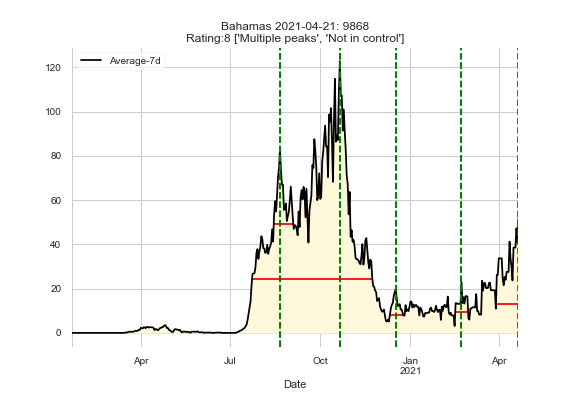 Bahamas 2021-04-21: 9868
Rating:8 ['Multiple peaks', 'Not in control']
Average-7d
120
100
80
60
40
20
0
Apr
Jul
Oct
Jan
2021
Apr
Date